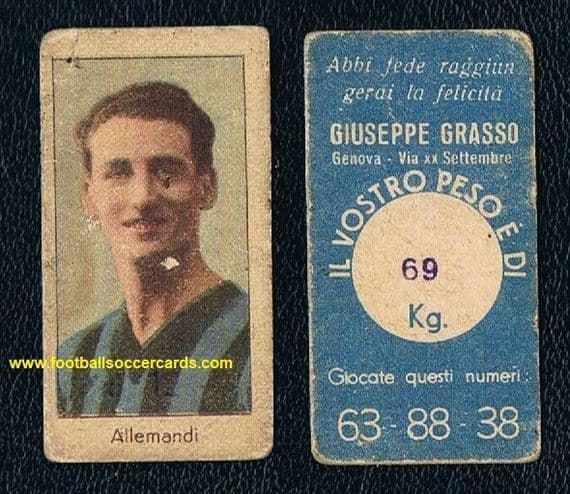 www.footballsoccercards.com
Allemandi
Abbi fede raggiun
gerai la felicità
GIUSEPPE GRASSO
Genova - Via xx Settembre
IL VOSTRO PESO È DI
69
Kg.
Giocate questi numeri:
63-88-38